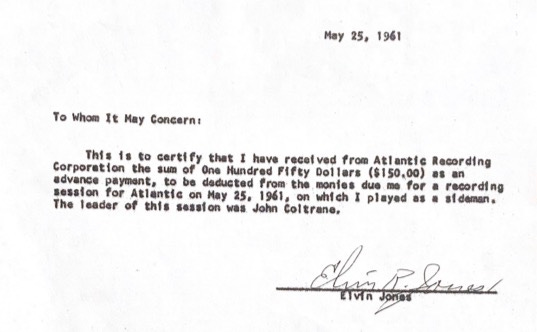 May 25, 1961
To Whom It May Concern:
This is to certify that I have received from Atlantic Recording
Corporation the sum of One Hundred Fifty Dollars ($150.00) as an
advance payment, to be deducted from the monies due me for a recording
session for Atlantic on May 25, 1961, on which I played as a sideman.
The leader of this session was John Coltrane.
Elvin R. Jones
Elvin Jones